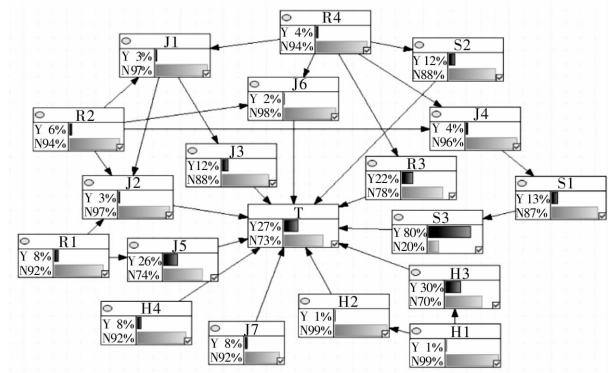 R4
Y 4%
N94%
J1
Y 3%
N97%
S2
Y 12%
N88%
J6
Y 2%
N98%
R2
Y 6%
N94%
J4
Y 4%
N96%
J3
Y12%
N88%
R3
Y22%
N78%
J2
Y 3%
N97%
S1
Y 13%
N87%
T
Y27%
N73%
S3
Y 80%
N20%
R1
Y 8%
N92%
J5
Y 26%
N74%
H3
Y 30%
N70%
H4
Y 8%
N92%
H2
Y 1%
N99%
J7
Y 8%
N92%
H1
Y 1%
N99%